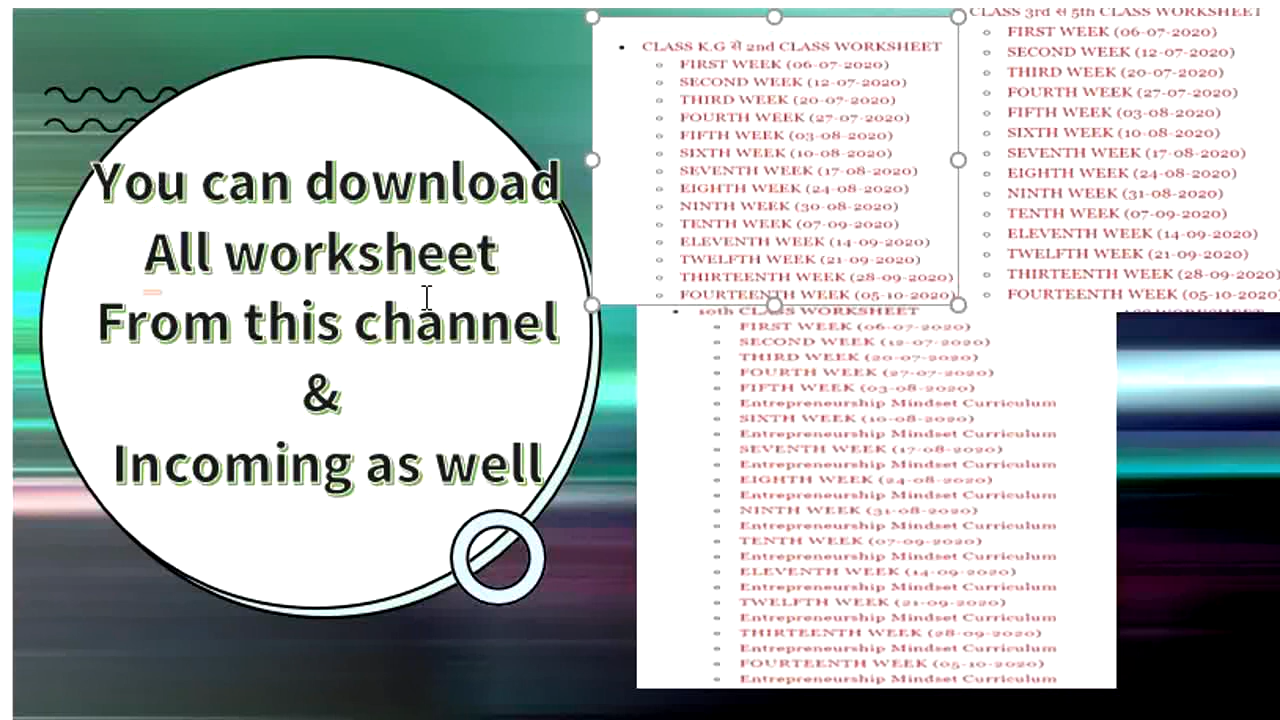 You can download
All worksheet
From this channel
&
Incoming as well
CLASS K.G से 2nd CLASS WORKSHEET
FIRST WEEK (06-07-2020)
SECOND WEEK (12-07-2020)
THIRD WEEK (20-07-2020)
FOURTH WEEK (27-07-2020)
FIFTH WEEK (03-08-2020)
SIXTH WEEK (10-08-2020)
SEVENTH WEEK (17-08-2020)
EIGHTH WEEK (24-08-2020)
NINTH WEEK (30-08-2020)
TENTH WEEK (07-09-2020)
ELEVENTH WEEK (14-09-2020)
TWELFTH WEEK (21-09-2020)
THIRTEENTH WEEK (28-09-2020)
FOURTEENTH WEEK (05-10-2020)
CLASS 3rd से 5th CLASS WORKSHEET
FIRST WEEK (06-07-2020)
SECOND WEEK (12-07-2020)
THIRD WEEK (20-07-2020)
FOURTH WEEK (27-07-2020)
FIFTH WEEK (03-08-2020)
SIXTH WEEK (10-08-2020)
SEVENTH WEEK (17-08-2020)
EIGHTH WEEK (24-08-2020)
NINTH WEEK (31-08-2020)
TENTH WEEK (07-09-2020)
ELEVENTH WEEK (14-09-2020)
TWELFTH WEEK (21-09-2020)
THIRTEENTH WEEK (28-09-2020)
FOURTEENTH WEEK (05-10-2020)
10th CLASS WORKSHEET
FIRST WEEK (06-07-2020)
SECOND WEEK (12-07-2020)
THIRD WEEK (20-07-2020)
FOURTH WEEK (27-07-2020)
FIFTH WEEK (03-08-2020)
Entrepreneurship Mindset Curriculum
SIXTH WEEK (10-08-2020)
Entrepreneurship Mindset Curriculum
SEVENTH WEEK (17-08-2020)
Entrepreneurship Mindset Curriculum
EIGHTH WEEK (24-08-2020)
Entrepreneurship Mindset Curriculum
NINTH WEEK (31-08-2020)
Entrepreneurship Mindset Curriculum
TENTH WEEK (07-09-2020)
Entrepreneurship Mindset Curriculum
ELEVENTH WEEK (14-09-2020)
Entrepreneurship Mindset Curriculum
TWELFTH WEEK (21-09-2020)
Entrepreneurship Mindset Curriculum
THIRTEENTH WEEK (28-09-2020)
Entrepreneurship Mindset Curriculum
FOURTEENTH WEEK (05-10-2020)
Entrepreneurship Mindset Curriculum